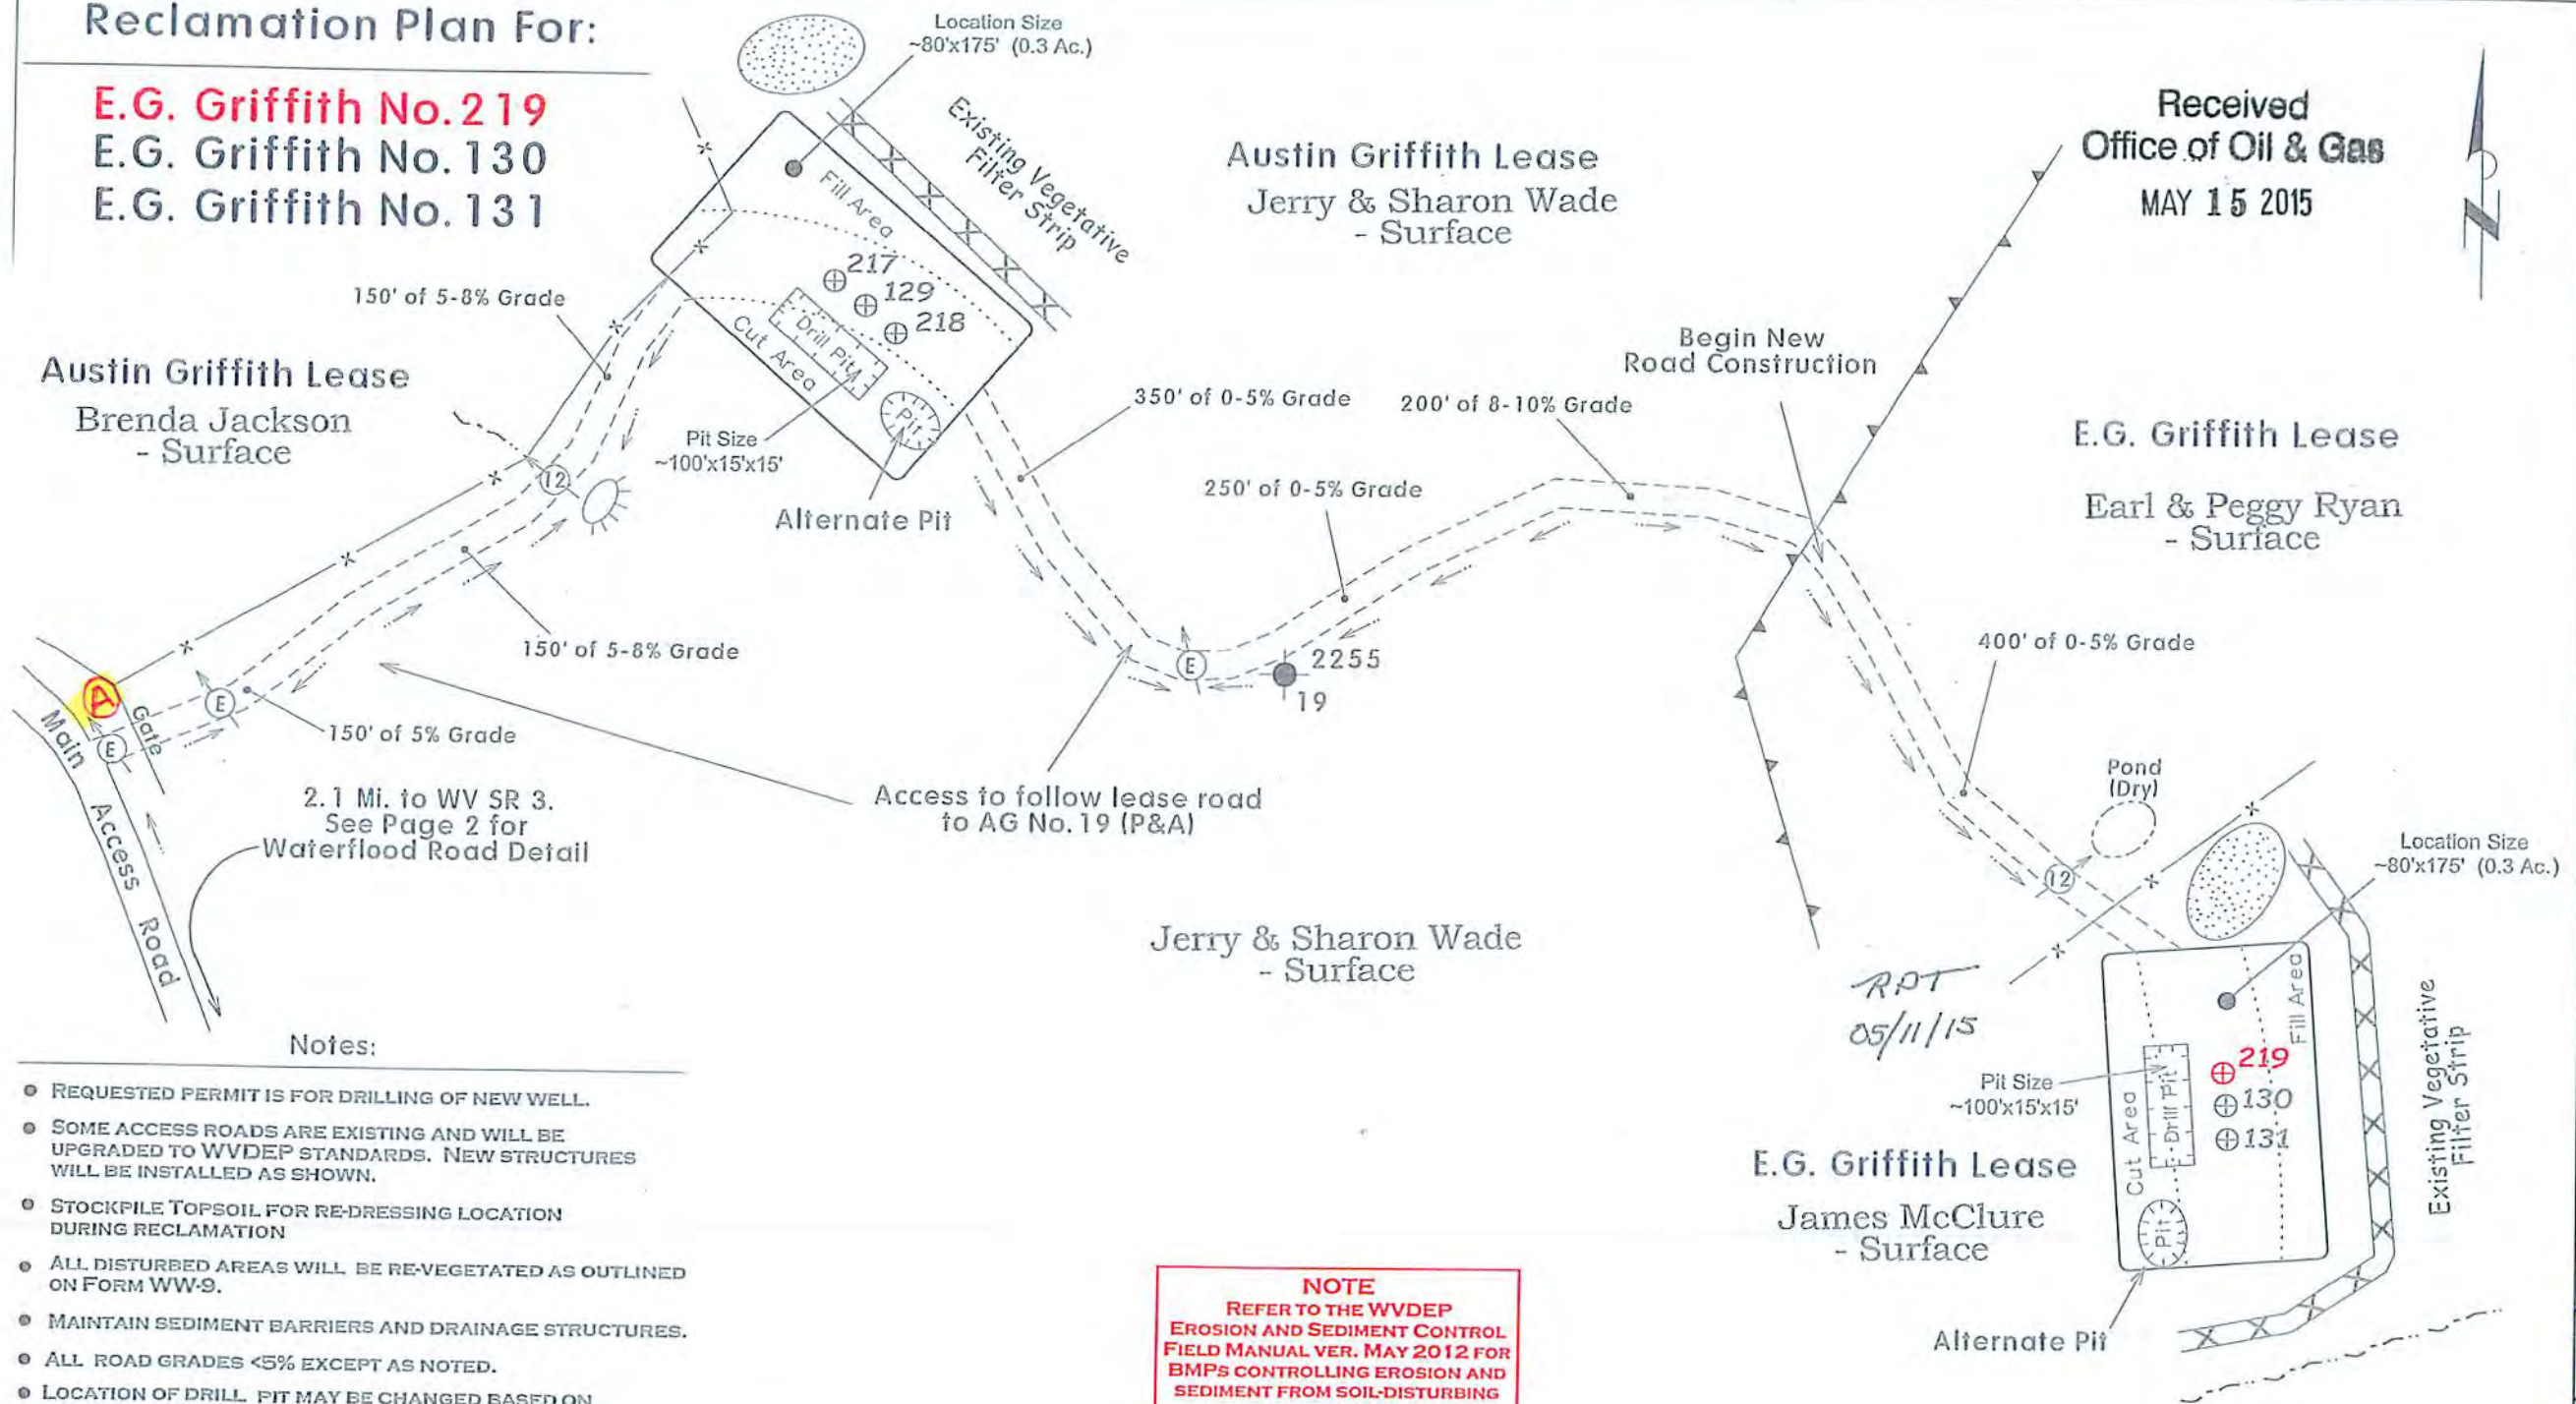 Reclamation Plan For:
E.G. Griffith No.219
E.G. Griffith No.130
E.G. Griffith No.131
Location Size
~80'x175' (0.3 Ac.)
Existing Vegetative
Filter Strip
Austin Griffith Lease
Jerry & Sharon Wade
- Surface
Received
Office of Oil & Gas
MAY 15 2015
N
Fill Area
217
129
218
Drill Pit
Cut Area
Pit
150' of 5-8% Grade
Austin Griffith Lease
Brenda Jackson
- Surface
Pit Size
~100'x15'x15'
Alternate Pit
12
350' of 0-5% Grade
200' of 8-10% Grade
250' of 0-5% Grade
Begin New
Road Construction
E.G. Griffith Lease
Earl & Peggy Ryan
- Surface
150' of 5-8% Grade
E
2255
19
400' of 0-5% Grade
A
Gate
E
E
150' of 5% Grade
Main Access Road
2.1 Mi. to WV SR 3.
See Page 2 for
Waterflood Road Detail
Access to follow lease road
to AG No.19 (P&A)
Pond
(Dry)
12
Location Size
~80'x175' (0.3 Ac.)
Jerry & Sharon Wade
- Surface
RPT
05/11/15
Fill Area
219
130
131
Pit Size
~100'x15'x15'
Cut Area
Drill Pit
Pit
Existing Vegetative
Filter Strip
E.G. Griffith Lease
James McClure
- Surface
Alternate Pit
Notes:
REQUESTED PERMIT IS FOR DRILLING OF NEW WELL.
SOME ACCESS ROADS ARE EXISTING AND WILL BE
UPGRADED TO WVDEP STANDARDS. NEW STRUCTURES
WILL BE INSTALLED AS SHOWN.
STOCKPILE TOPSOIL FOR RE-DRESSING LOCATION
DURING RECLAMATION
ALL DISTURBED AREAS WILL BE RE-VEGETATED AS OUTLINED
ON FORM WW-9.
MAINTAIN SEDIMENT BARRIERS AND DRAINAGE STRUCTURES.
ALL ROAD GRADES <5% EXCEPT AS NOTED.
LOCATION OF DRILL PIT MAY BE CHANGED BASED ON
NOTE
REFER TO THE WVDEP
EROSION AND SEDIMENT CONTROL
FIELD MANUAL VER. MAY 2012 FOR
BMPS CONTROLLING EROSION AND
SEDIMENT FROM SOIL-DISTURBING